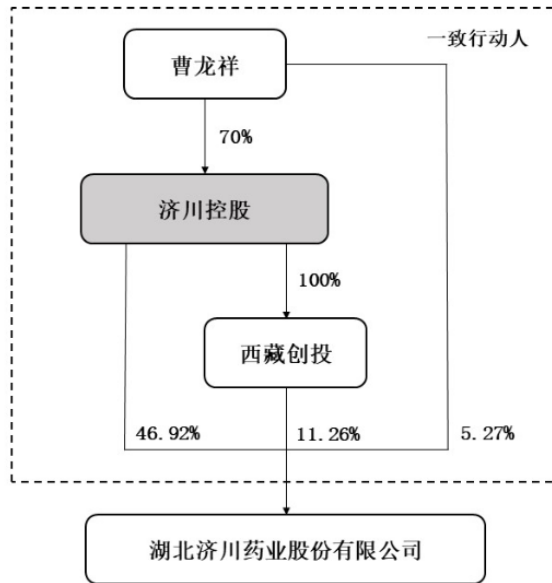 一致行动人
曹龙祥
70%
济川控股
100%
西藏创投
46.92%
11.26%
5.27%
湖北济川药业股份有限公司